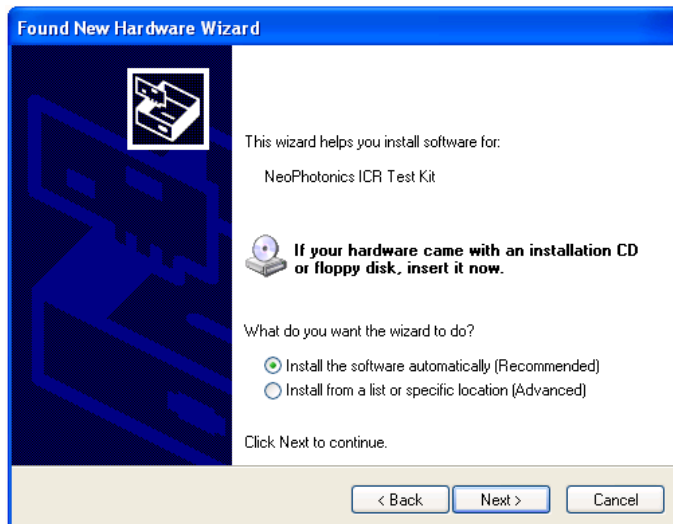 Found New Hardware Wizard
This wizard helps you install software for:
NeoPhotonics ICR Test Kit
If your hardware came with an installation CD
or floppy disk, insert it now.
What do you want the wizard to do?
Install the software automatically (Recommended)
Install from a list or specific location (Advanced)
Click Next to continue.
< Back
Next >
Cancel